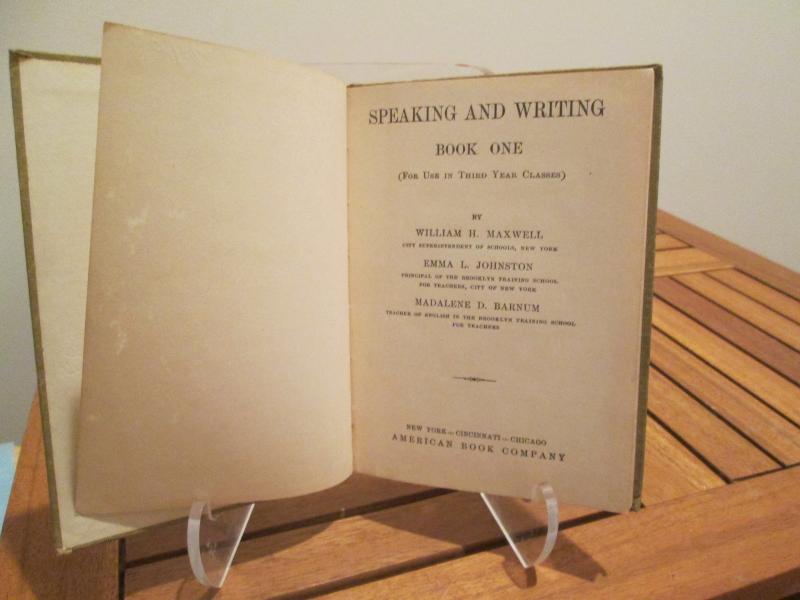 SPEAKING AND WRITING
BOOK ONE
(FOR USE IN THIRD YEAR CLASSES)
BY
WILLIAM H. MAXWELL
CITY SUPERINTENDENT OF SCHOOLS, NEW YORK
EMMA L. JOHNSTON
PRINCIPAL OF THE BROOKLYN TRAINING SCHOOL
FOR TEACHERS, CITY OF NEW YORK
MADALENE D. BARNUM
TEACHER OF ENGLISH IN THE BROOKLYN TRAINING SCHOOL
FOR TEACHERS
NEW YORK – CINCINNATI – CHICAGO
AMERICAN BOOK COMPANY